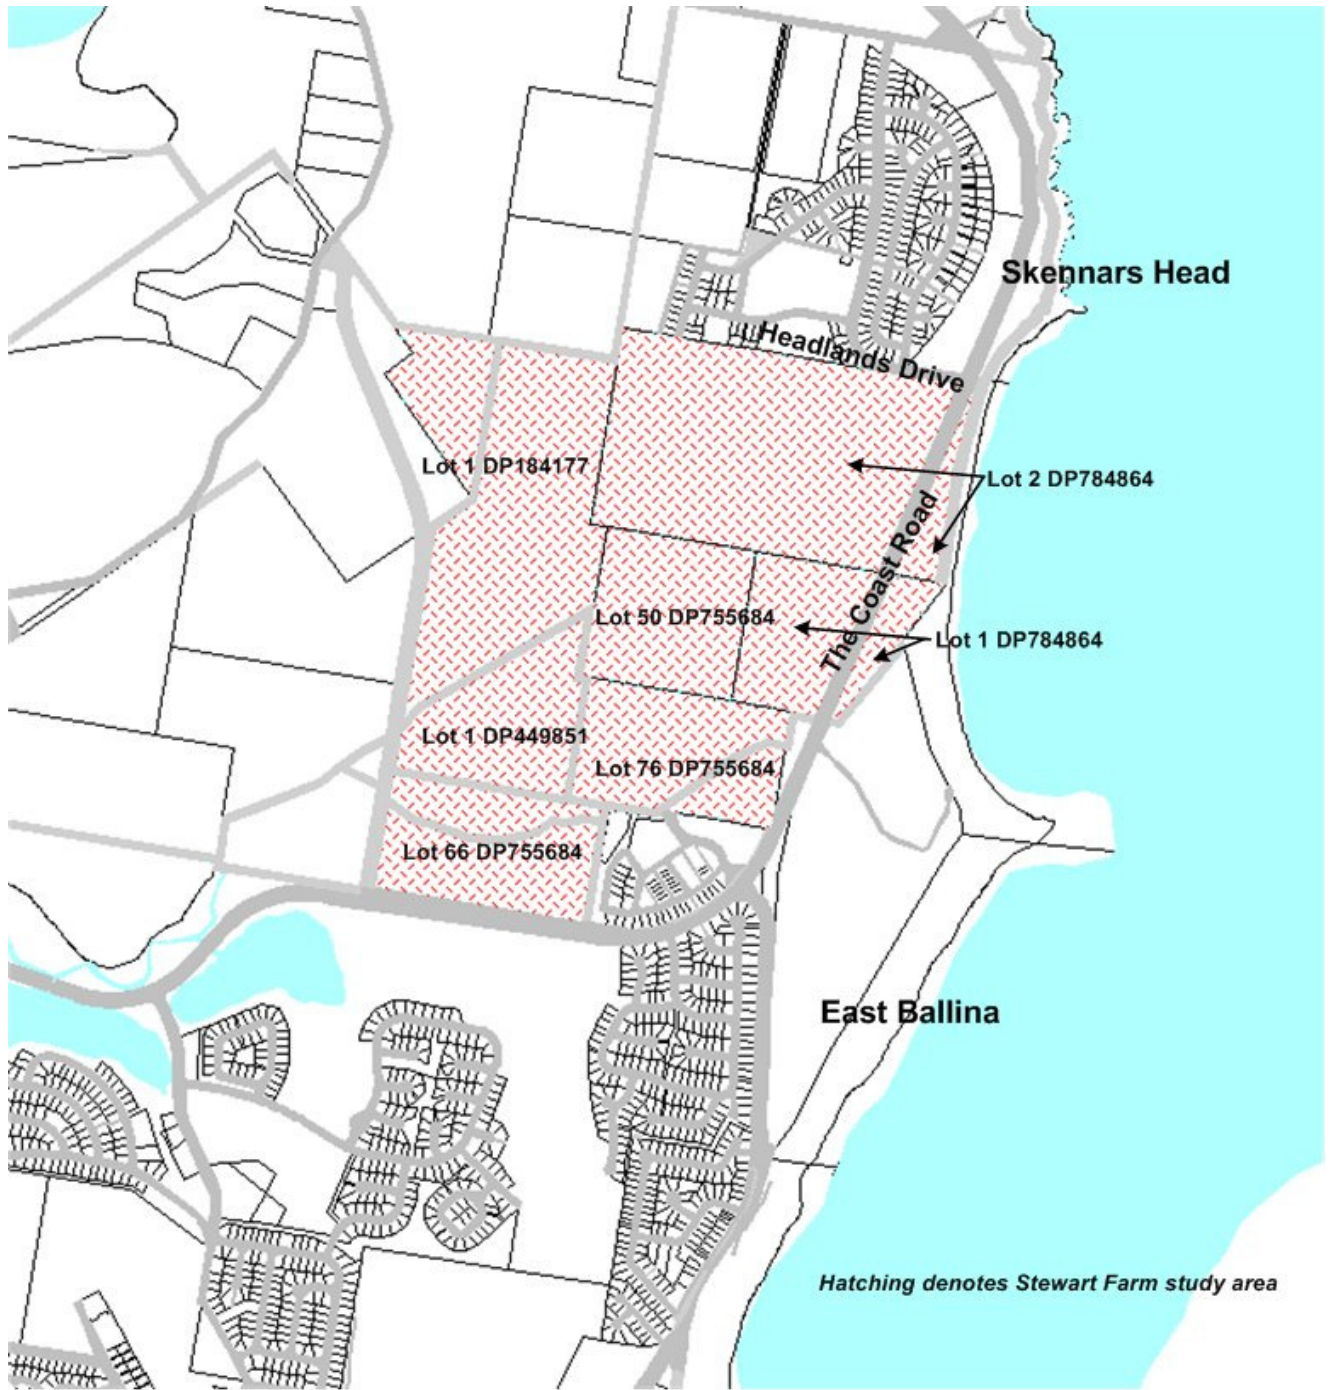 Skennars Head
Headlands Drive
Lot 1 DP184177
Lot 2 DP784864
The Coast Road
Lot 50 DP755684
Lot 1 DP784864
Lot 1 DP449851
Lot 76 DP755684
Lot 66 DP755684
East Ballina
Hatching denotes Stewart Farm study area